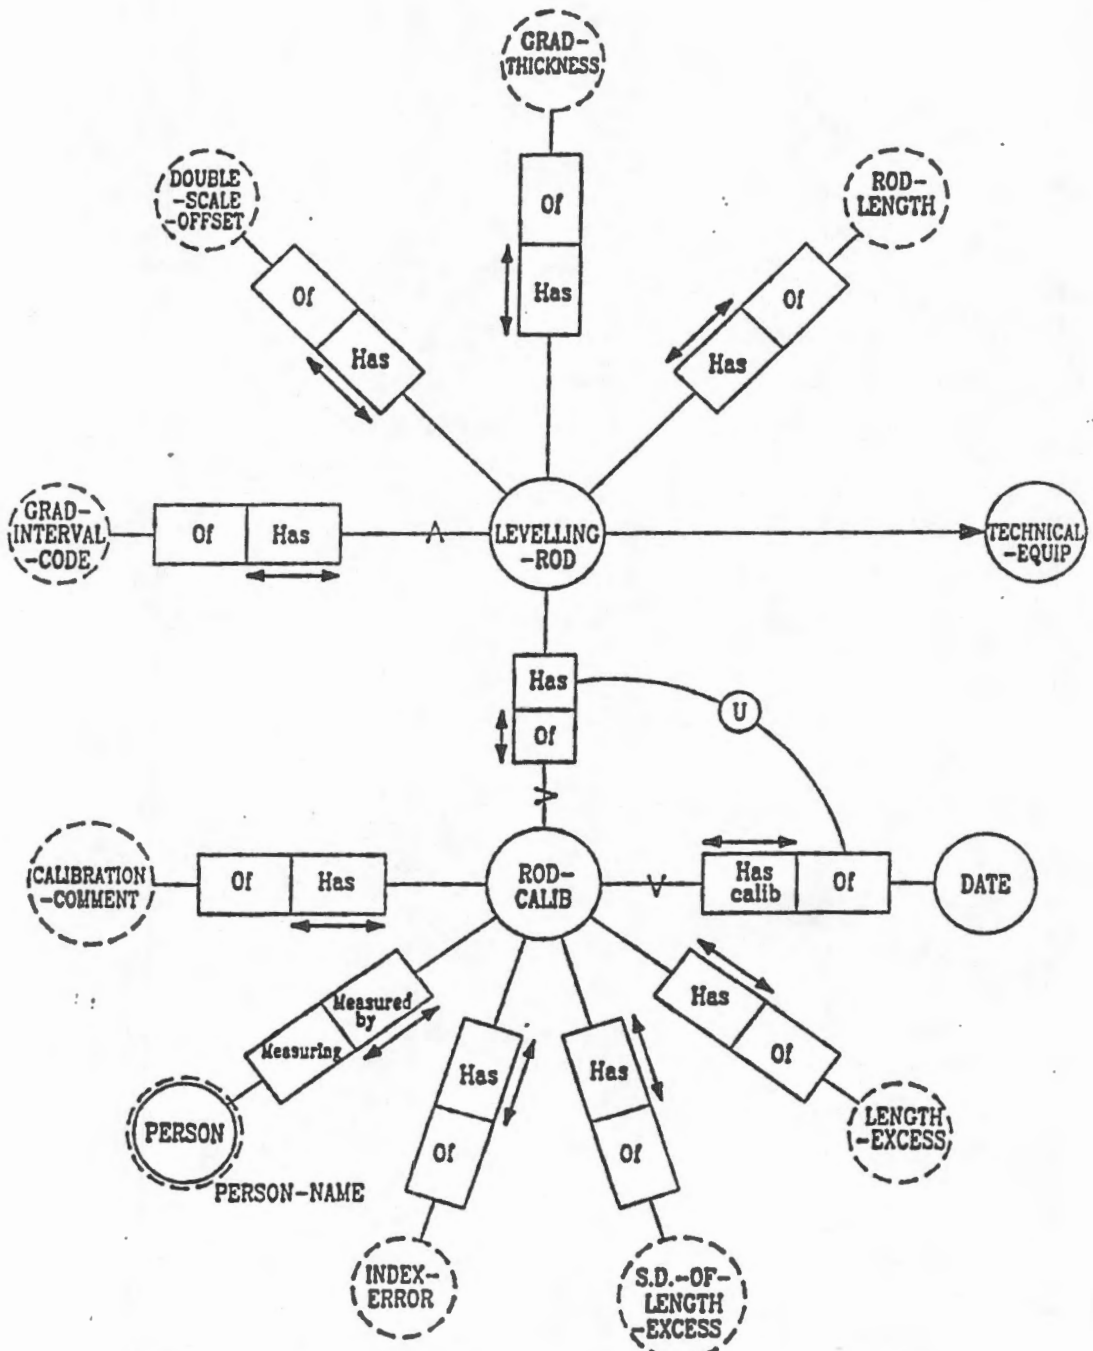 GRAD-
THICKNESS
DOUBLE
-SCALE
-OFFSET
ROD-
LENGTH
Of
Has
Of
Has
Of
Has
GRAD-
INTERVAL
-CODE
Of
Has
LEVELLING
-ROD
TECHNICAL
-EQUIP
Has
Of
U
CALIBRATION
-COMMENT
Of
Has
ROD-
CALIB
Has
calib
Of
DATE
Measured
by
Measuring
Has
Of
Has
Of
Has
Of
PERSON
PERSON-NAME
LENGTH
-EXCESS
INDEX-
ERROR
S.D.-OF-
LENGTH
-EXCESS